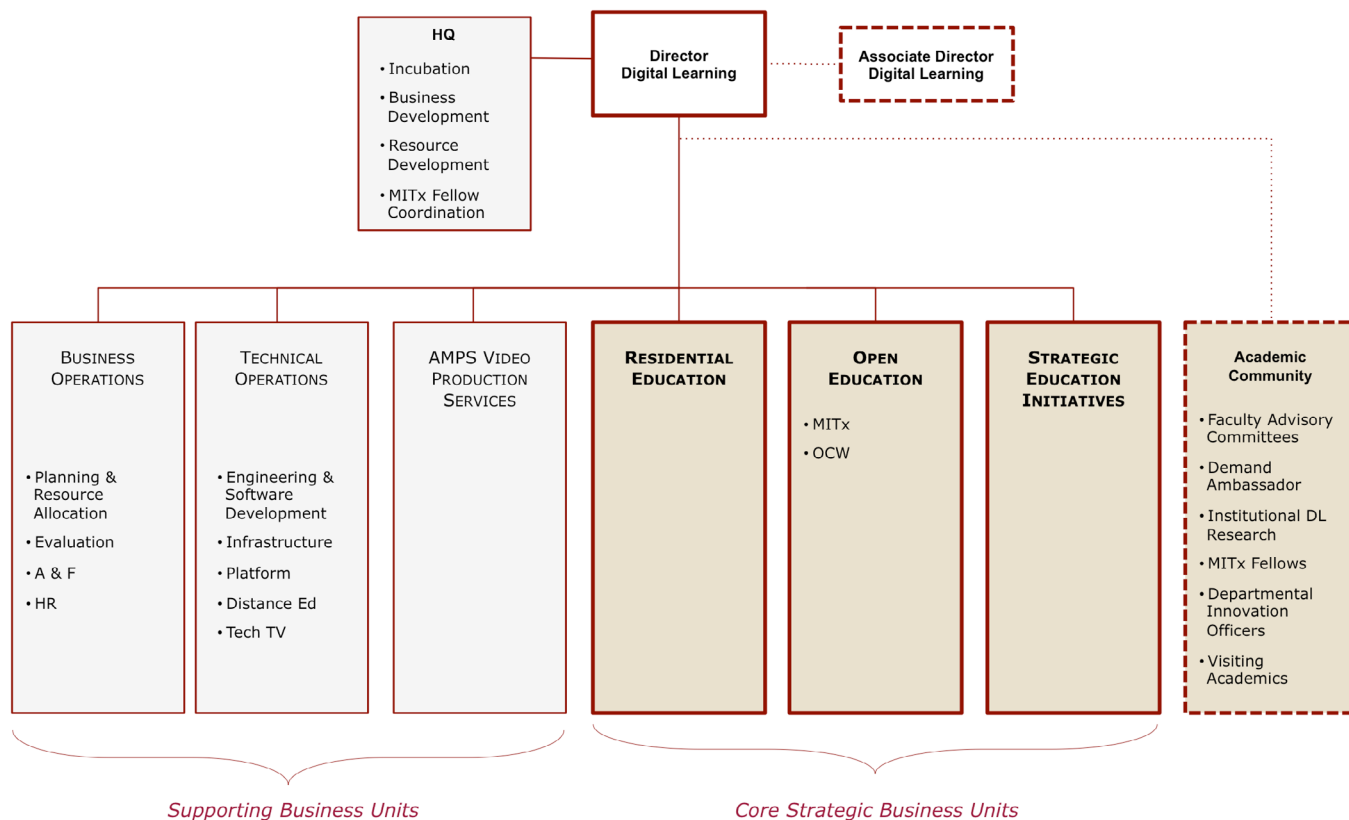 HQ
• Incubation
• Business
Development
• Resource
Development
• MITx Fellow
Coordination
Director
Digital Learning
Associate Director
Digital Learning
BUSINESS
OPERATIONS
• Planning &
Resource
Allocation
• Evaluation
• A & F
• HR
TECHNICAL
OPERATIONS
• Engineering &
Software
Development
• Infrastructure
• Platform
• Distance Ed
• Tech TV
AMPS VIDEO
PRODUCTION
SERVICES
RESIDENTIAL
EDUCATION
OPEN
EDUCATION
• MITx
• OCW
STRATEGIC
EDUCATION
INITIATIVES
Academic
Community
• Faculty Advisory
Committees
• Demand
Ambassador
• Institutional DL
Research
• MITx Fellows
• Departmental
Innovation
Officers
• Visiting
Academics
Supporting Business Units
Core Strategic Business Units